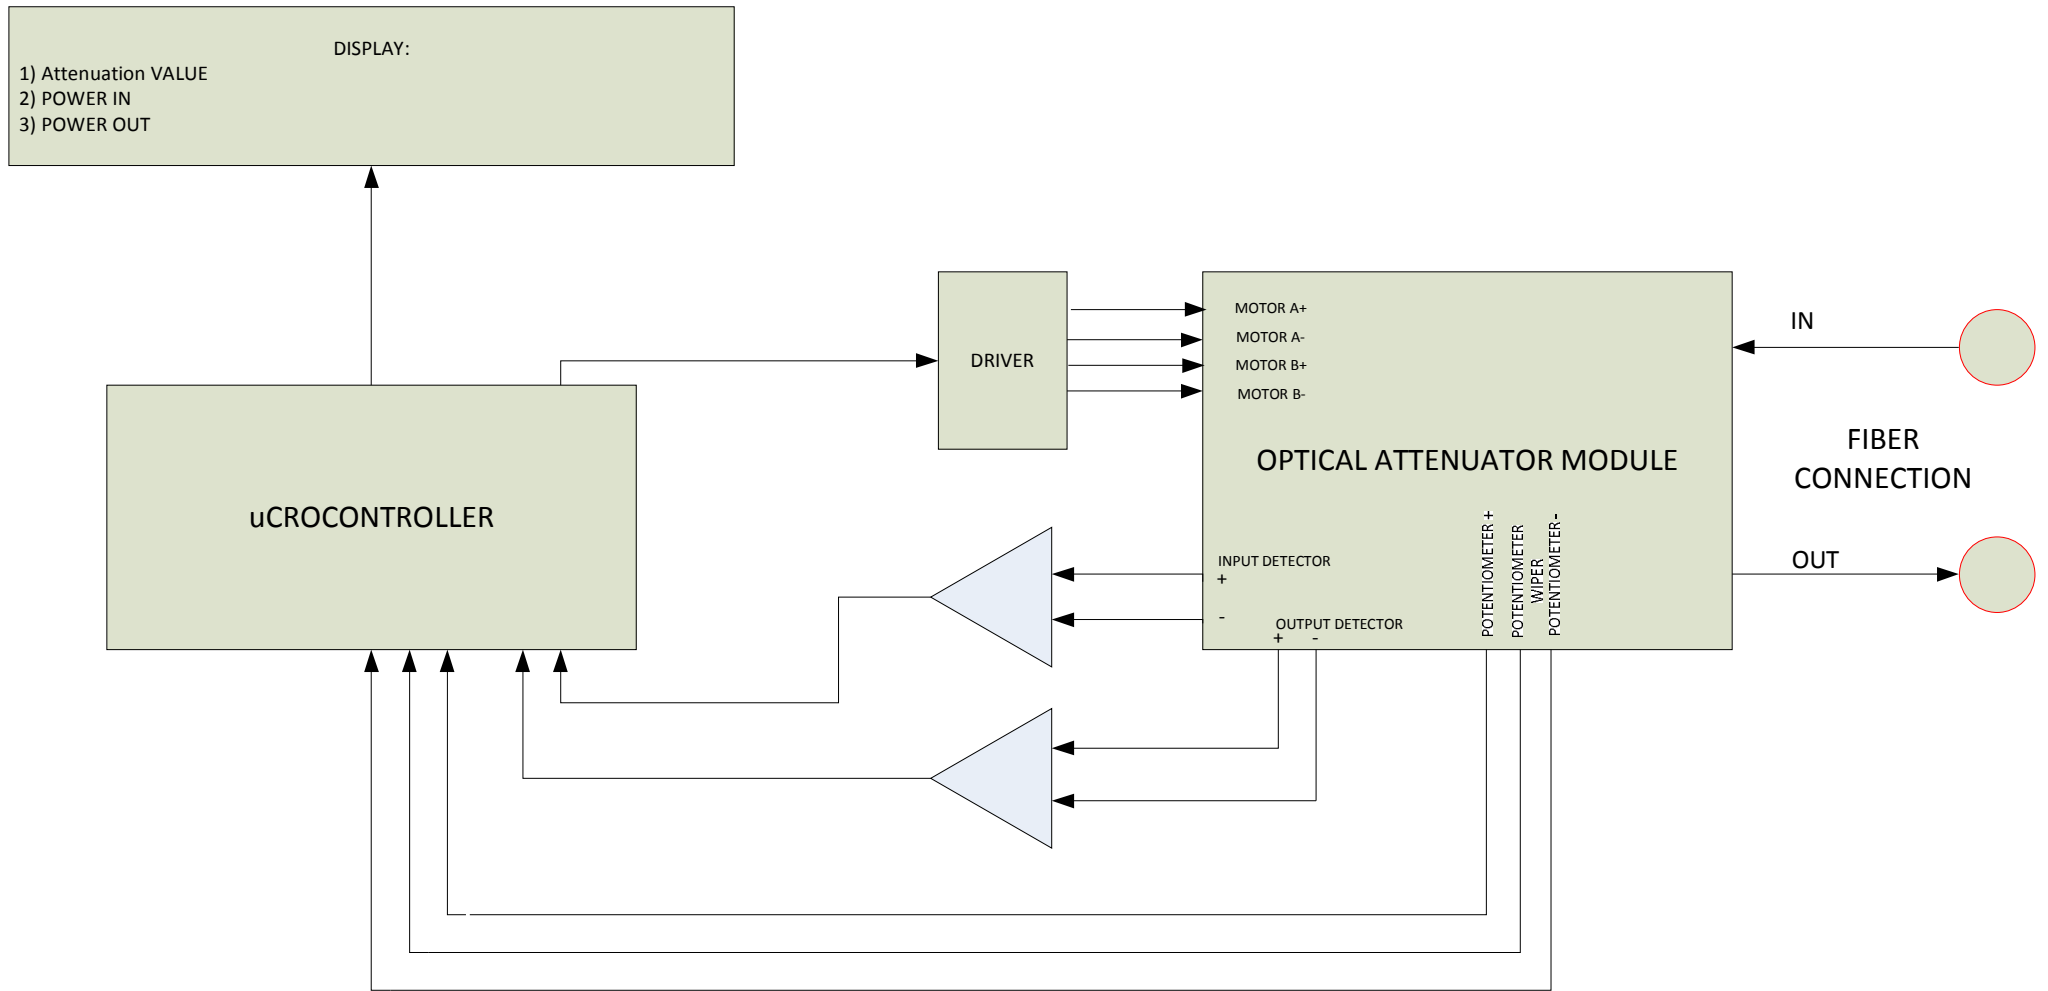 DISPLAY:
1) Attenuation VALUE
2) POWER IN
3) POWER OUT
MOTOR A+
MOTOR A-
MOTOR B+
MOTOR B-
DRIVER
IN
FIBER
CONNECTION
OPTICAL ATTENUATOR MODULE
uCROCONTROLLER
INPUT DETECTOR
+
-
OUTPUT DETECTOR
+ -
POTENTIOMETER +
POTENTIOMETER
WIPER
POTENTIOMETER -
OUT